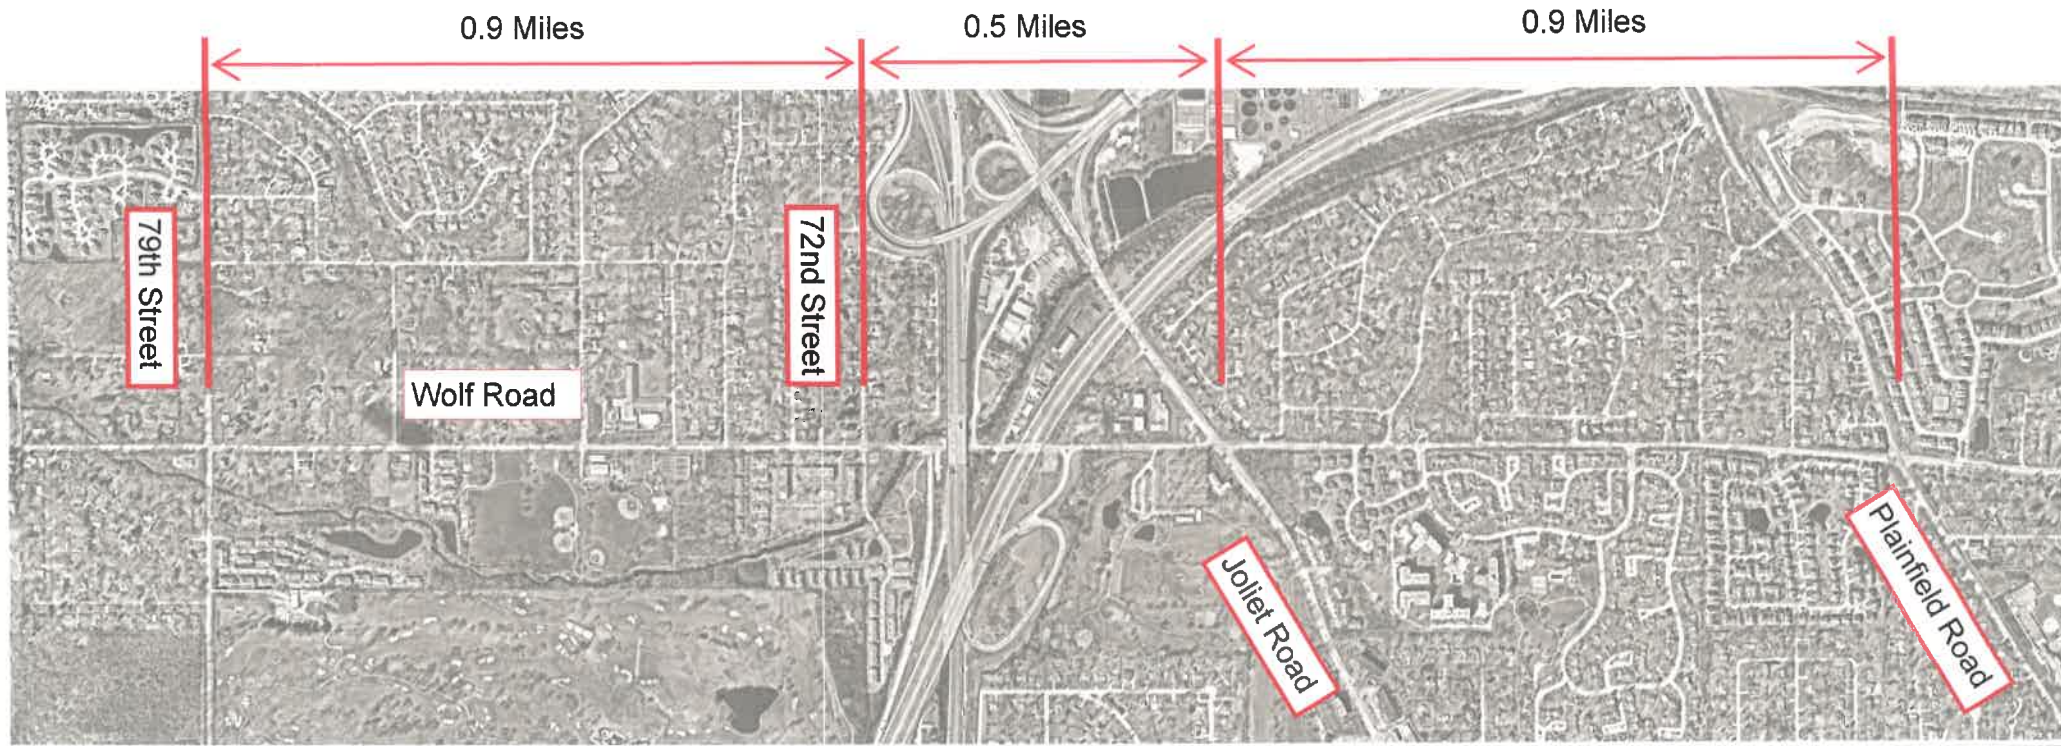 0.9 Miles
0.5 Miles
0.9 Miles
79th Street
72nd Street
Wolf Road
Joliet Road
Plainfield Road